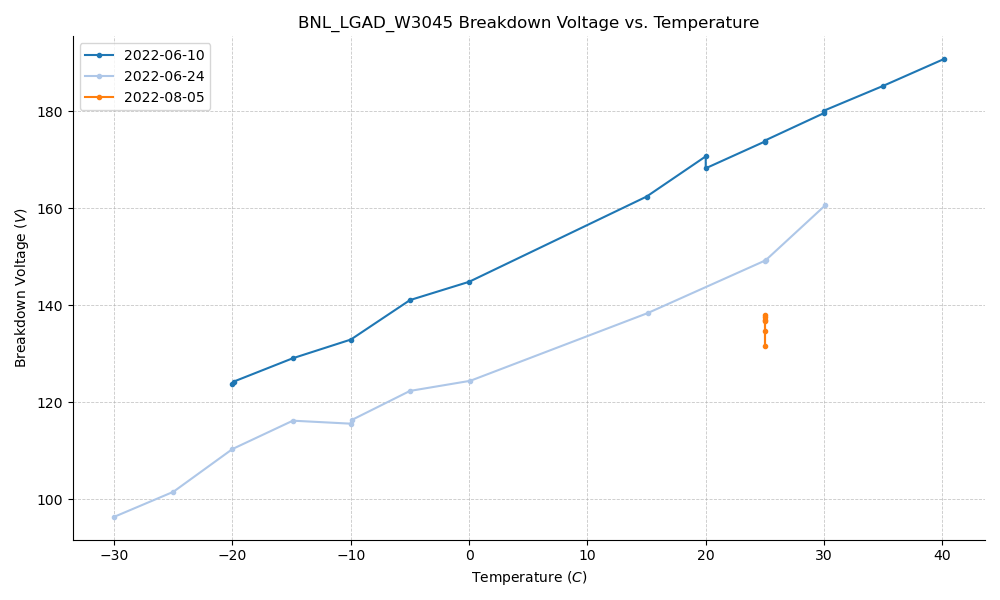 BNL_LGAD_W3045 Breakdown Voltage vs. Temperature
2022-06-10
2022-06-24
2022-08-05
Breakdown Voltage (V)
180
160
140
120
100
−30 −20 −10 0 10 20 30 40
Temperature (C)